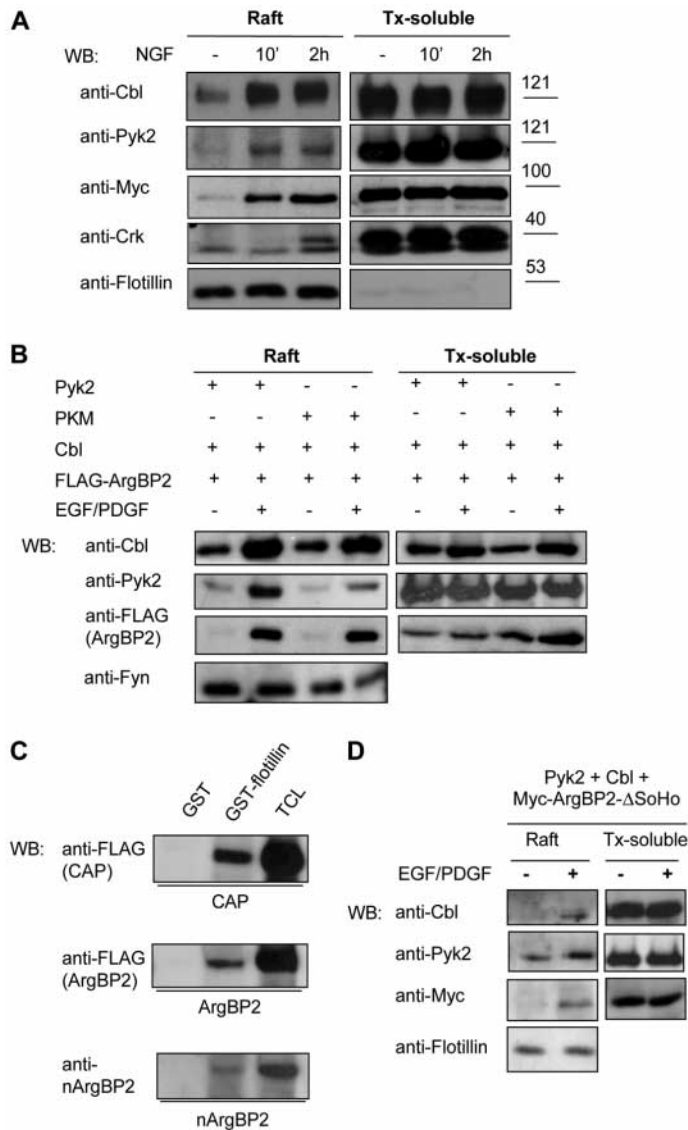 A
Raft Tx-soluble
WB: NGF - 10' 2h - 10' 2h
anti-Cbl 121
anti-Pyk2 121
anti-Myc 100
anti-Crk 40
anti-Flotillin 53
B
Raft Tx-soluble
Pyk2 + + - - + + - -
PKM - - + + - - + +
Cbl + + + + + + + +
FLAG-ArgBP2 + + + + + + + +
EGF/PDGF - + - + - + - +
WB: anti-Cbl
anti-Pyk2
anti-FLAG
(ArgBP2)
anti-Fyn
C
GST GST-flotillin TCL
WB: anti-FLAG
(CAP)
CAP
anti-FLAG
(ArgBP2)
ArgBP2
anti-
nArgBP2
nArgBP2
D
Pyk2 + Cbl +
Myc-ArgBP2-ΔSoHo
Raft Tx-soluble
EGF/PDGF - + - +
WB: anti-Cbl
anti-Pyk2
anti-Myc
anti-Flotillin